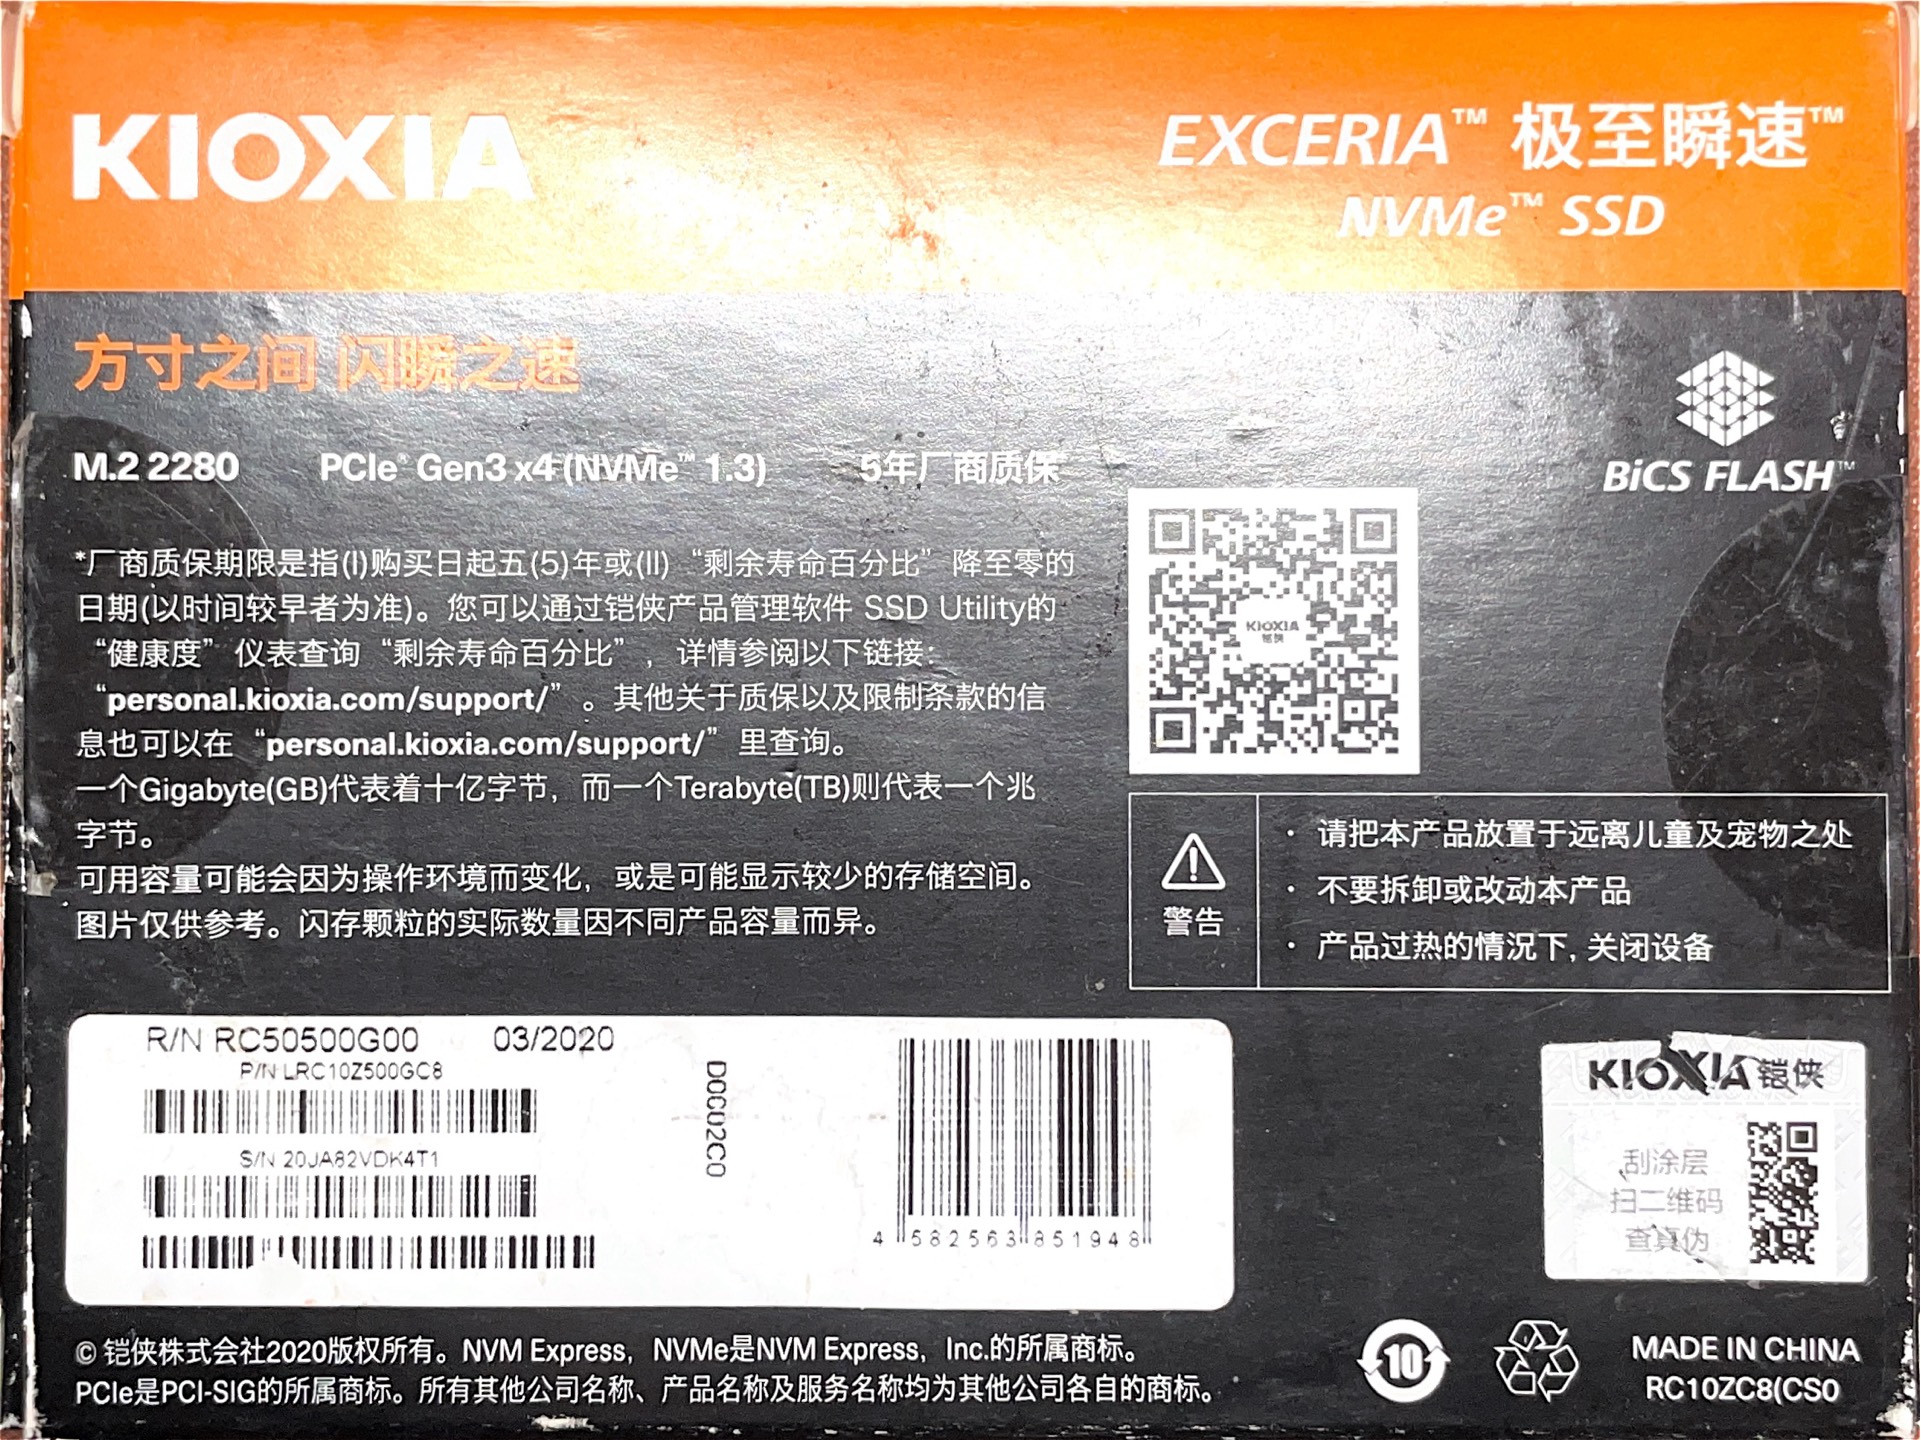 KIOXIA
EXCERIA™ 极至瞬速™
NVMe™ SSD
方寸之间 闪瞬之速
BiCS FLASH™
M.2 2280 PCIe® Gen3 x4 (NVMe™ 1.3) 5年厂商质保*
*厂商质保期限是指(I)购买日起五(5)年或(II)“剩余寿命百分比”降至零的
日期(以时间较早者为准)。您可以通过铠侠产品管理软件 SSD Utility的
“健康度”仪表查询“剩余寿命百分比”，详情参阅以下链接：
“personal.kioxia.com/support/”。其他关于质保以及限制条款的信
息也可以在“personal.kioxia.com/support/”里查询。
一个Gigabyte(GB)代表着十亿字节，而一个Terabyte(TB)则代表一个兆
字节。
可用容量可能会因为操作环境而变化，或是可能显示较少的存储空间。
图片仅供参考。闪存颗粒的实际数量因不同产品容量而异。
KIOXIA
铠侠
警告
· 请把本产品放置于远离儿童及宠物之处
· 不要拆卸或改动本产品
· 产品过热的情况下, 关闭设备
R/N RC50500G00 03/2020
P/N LRC10Z500GC8
S/N 20JA82VDK4T1
D0C02C0
4 582563 851948
KIOXIA 铠侠
刮涂层
扫二维码
查真伪
© 铠侠株式会社2020版权所有。NVM Express，NVMe是NVM Express，Inc.的所属商标。
PCIe是PCI-SIG的所属商标。所有其他公司名称、产品名称及服务名称均为其他公司各自的商标。
10
MADE IN CHINA
RC10ZC8(CS0